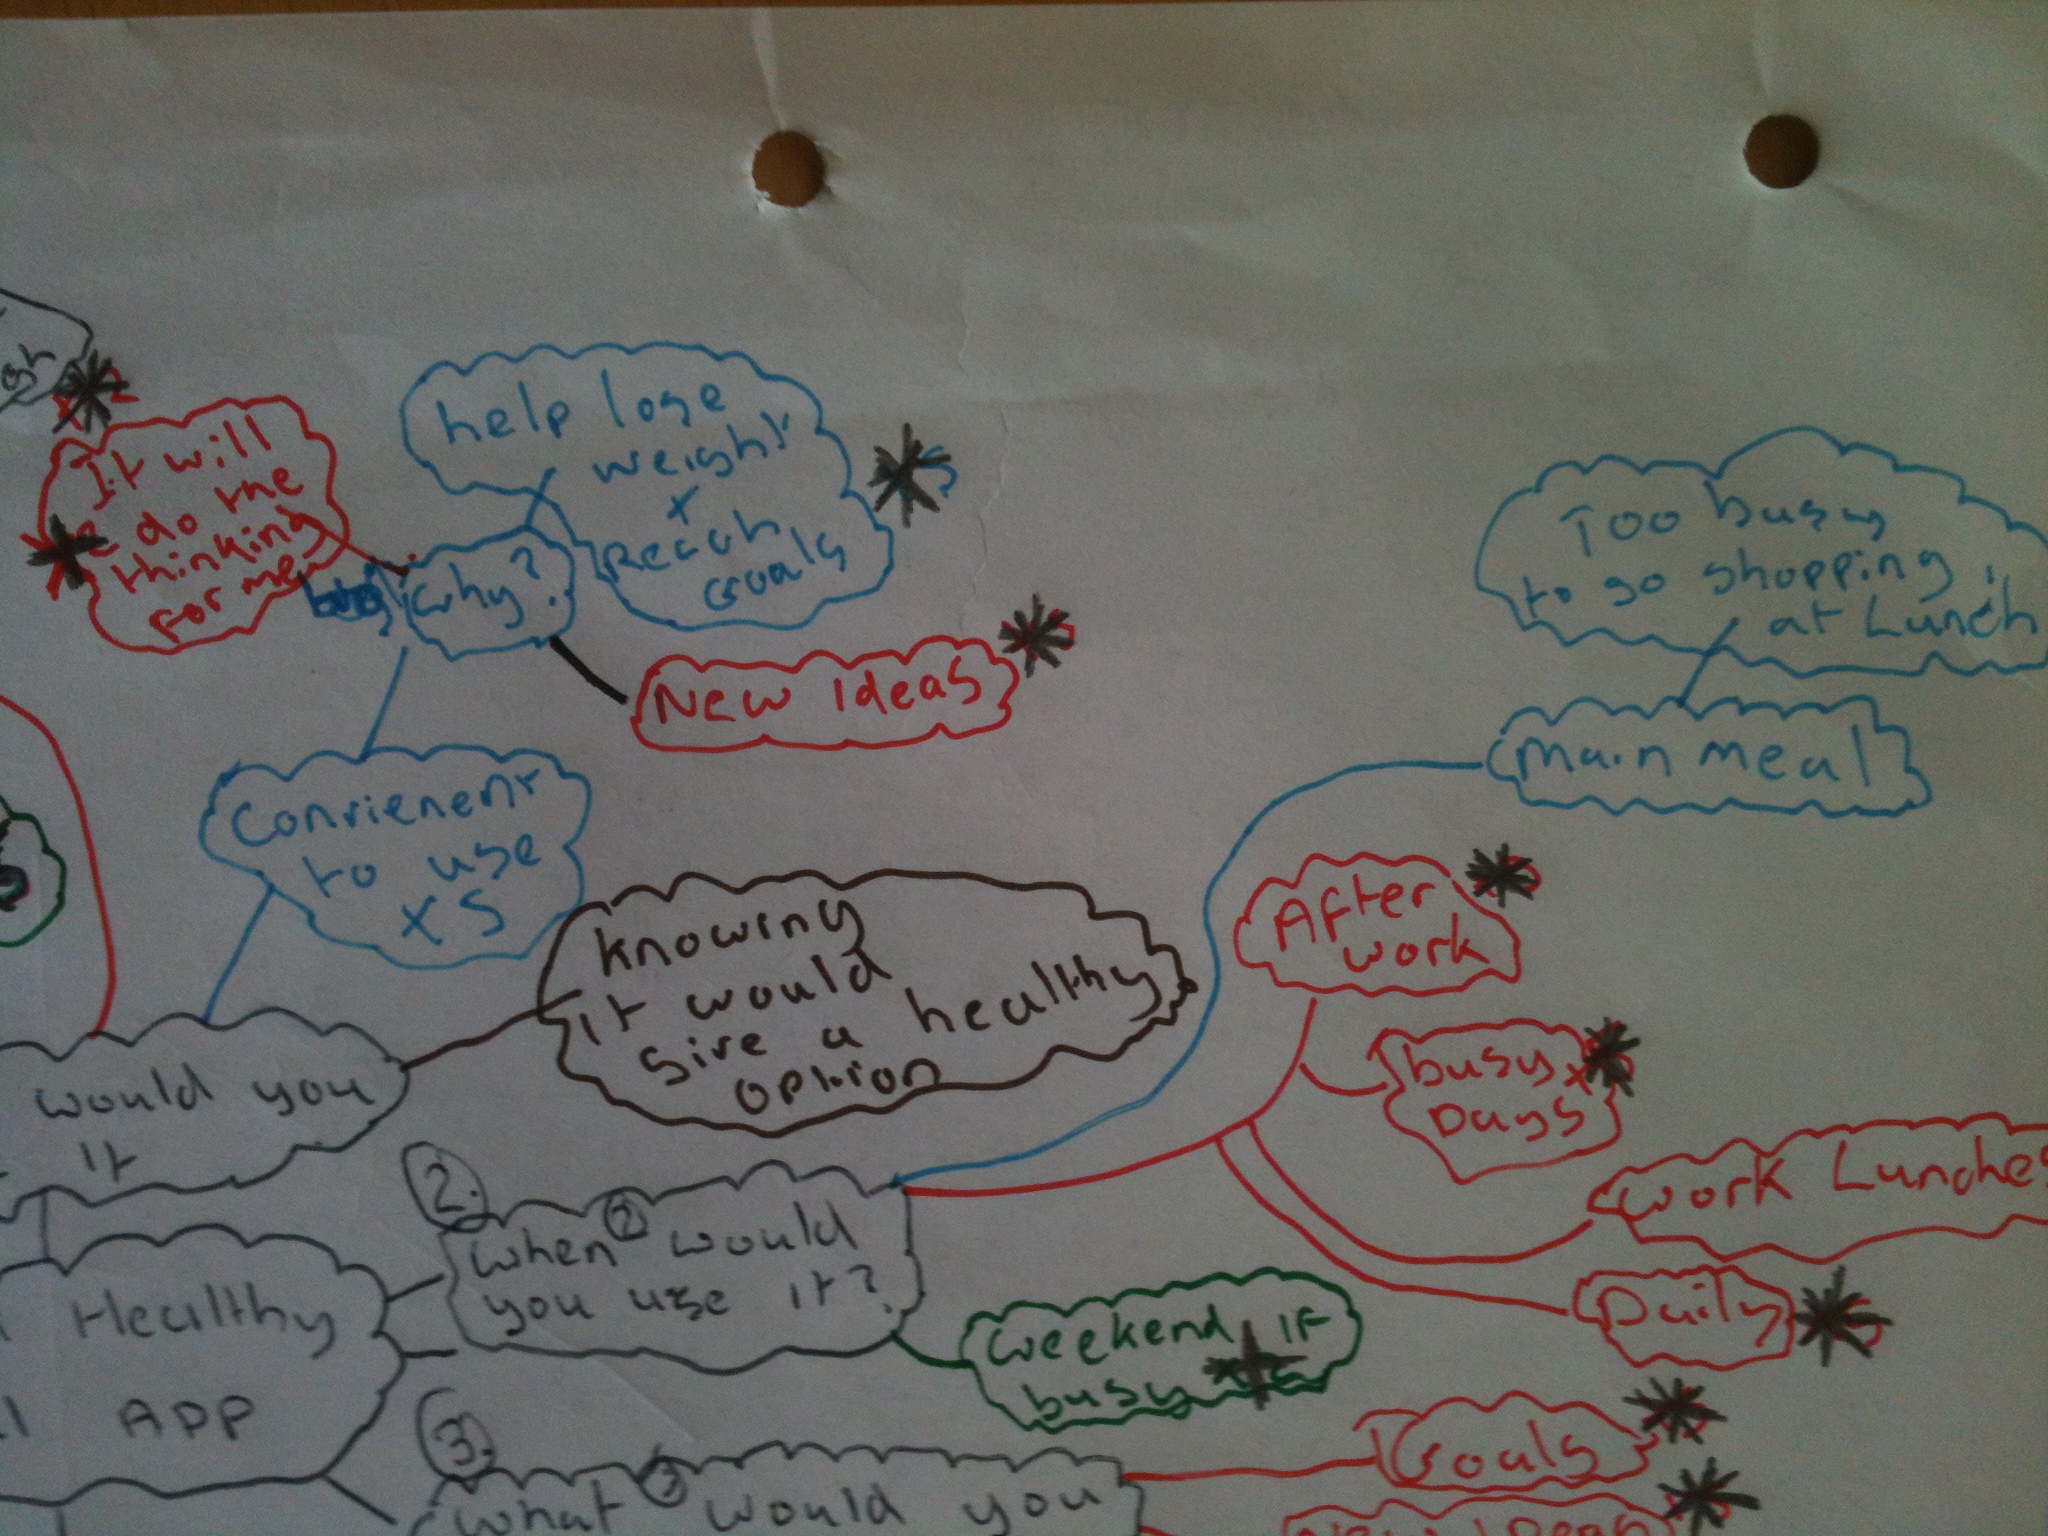 It will
do the
thinking
for me
help lose
weight
+
Reach
Goals
why?
New Ideas
Convienent
to use
x5
Too busy
to go shopping
at Lunch
Main meal
Knowing
it would
give a healthy
option
After
work
busy
Days
Work Lunches
Daily
would you
it
2.
When ② would
you use it?
Weekend if
busy
Healthy
App
Goals
3.
What ③ would you
New Ideas